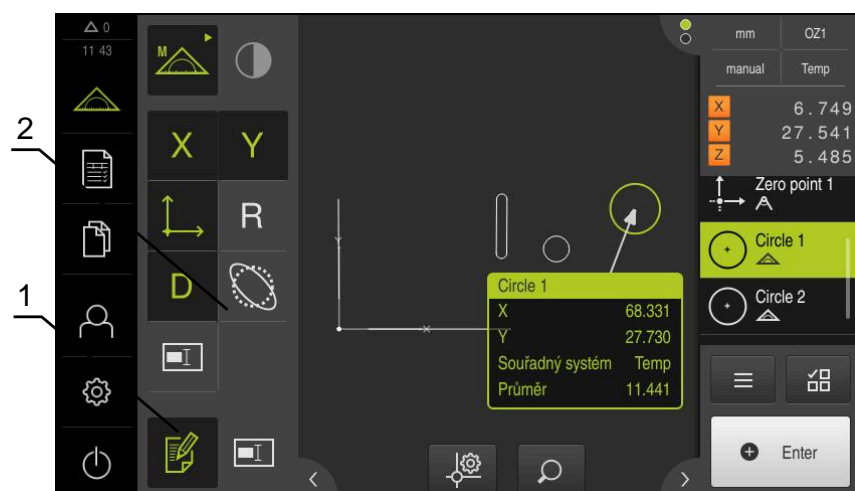 0
11 43
2
1
M
X
Y
R
D
Circle 1
X 68.331
Y 27.730
Souřadný systém Temp
Průměr 11.441
Y
X
mm OZ1
manual Temp
X 6.749
Y 27.541
Z 5.485
Zero point 1
Circle 1
Circle 2
Enter